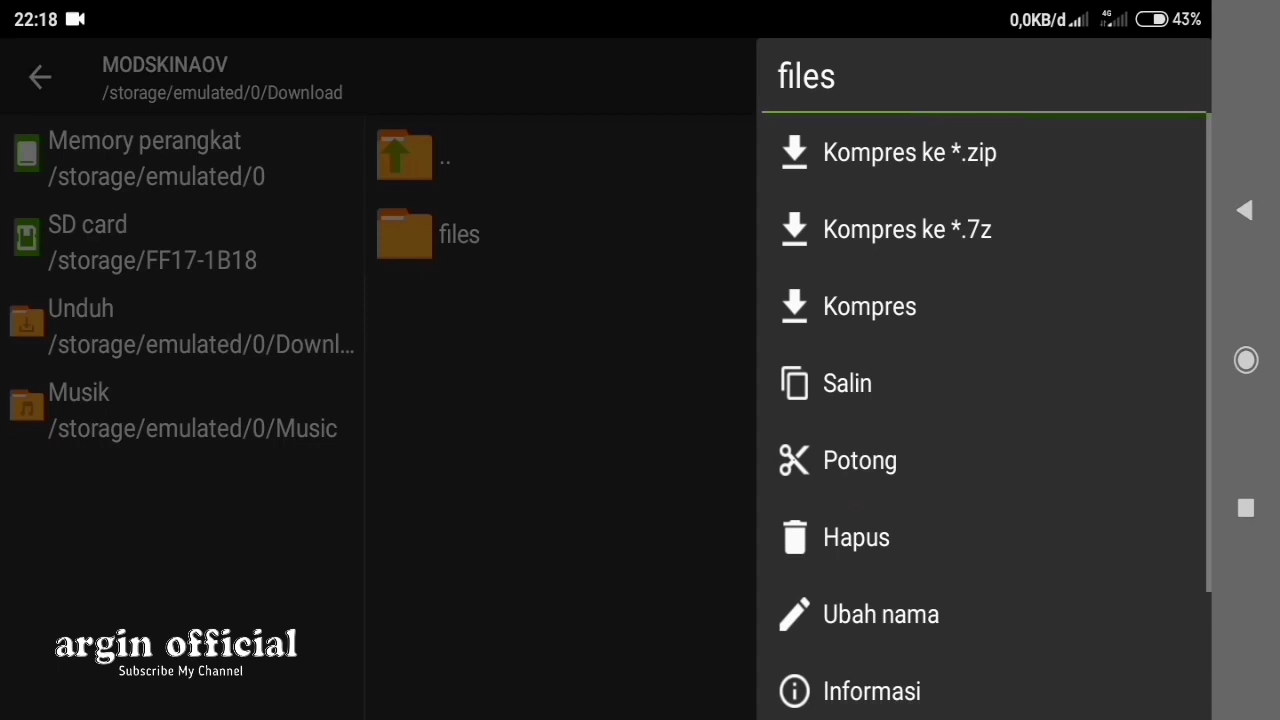 22:18
0,0KB/d
4G
43%
MODSKINAOV
/storage/emulated/0/Download
Memory perangkat
/storage/emulated/0
SD card
/storage/FF17-1B18
Unduh
/storage/emulated/0/Downl...
Musik
/storage/emulated/0/Music
..
files
files
Kompres ke *.zip
Kompres ke *.7z
Kompres
Salin
Potong
Hapus
Ubah nama
Informasi
argin official
Subscribe My Channel